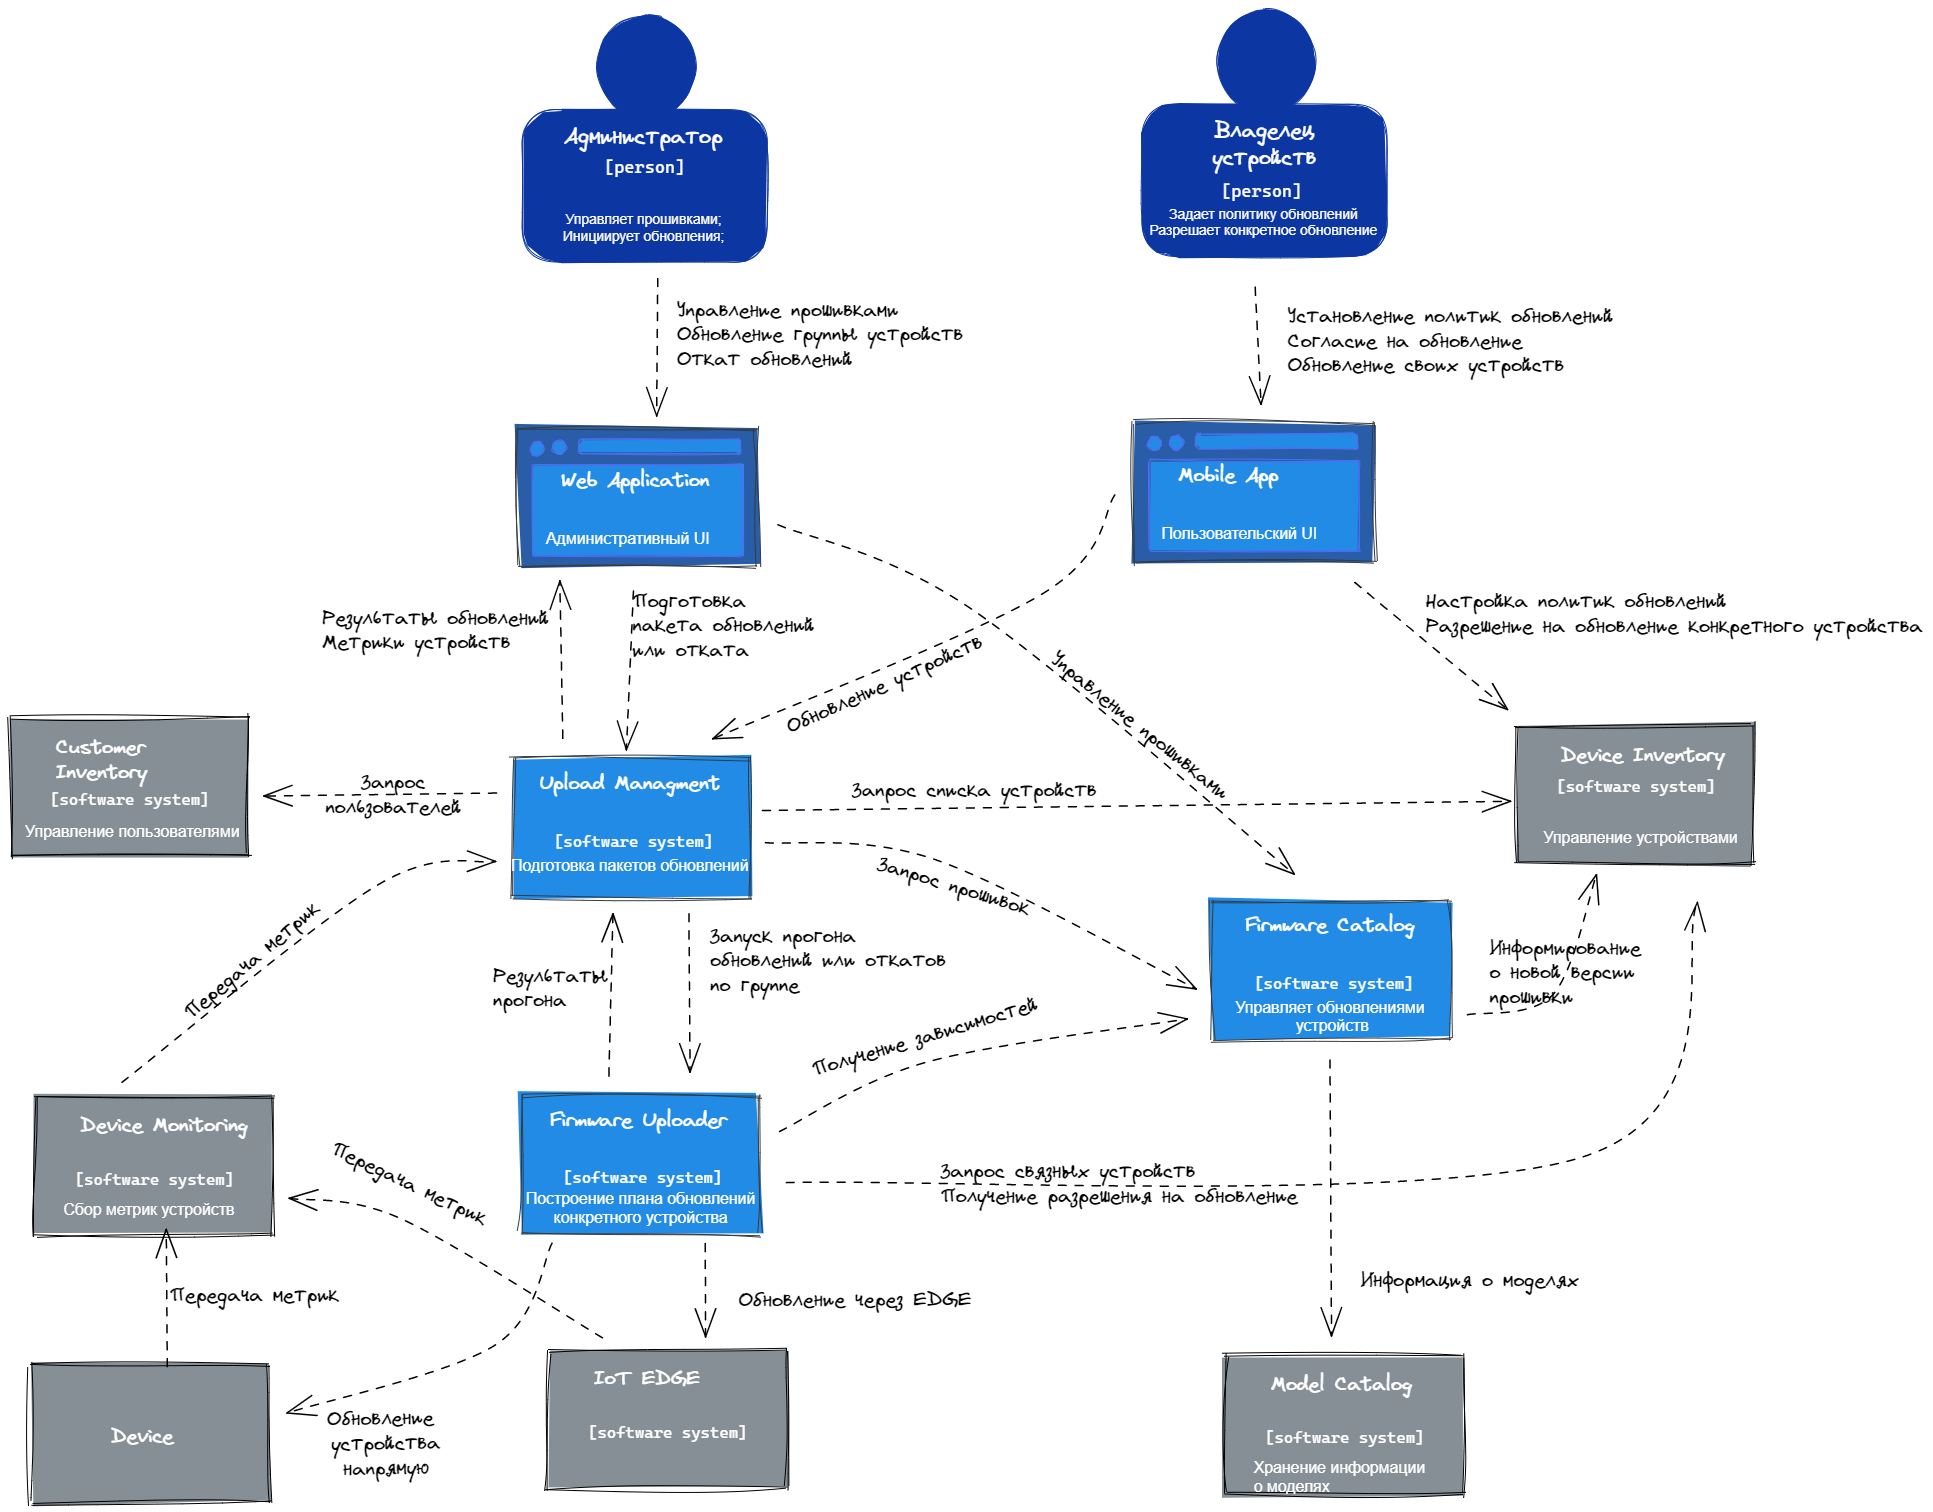 Администратор
[person]
Управляет прошивками;
Инициирует обновления;
Владелец
устройств
[person]
Задает политику обновлений
Разрешает конкретное обновление
Управление прошивками
Обновление группы устройств
Откат обновлений
Установление политик обновлений
Согласие на обновление
Обновление своих устройств
Web Application
Административный UI
Mobile App
Пользовательский UI
Результаты обновлений
Метрики устройств
Подготовка
пакета обновлений
или отката
Обновление устройств
Управление прошивками
Настройка политик обновлений
Разрешение на обновление конкретного устройства
Customer
Inventory
[software system]
Управление пользователями
Запрос
пользователей
Upload Managment
[software system]
Подготовка пакетов обновлений
Запрос списка устройств
Device Inventory
[software system]
Управление устройствами
Запрос прошивок
Передача метрик
Результаты
прогона
Запуск прогона
обновлений или откатов
по группе
Firmware Catalog
[software system]
Управляет обновлениями
устройств
Информирование
о новой версии
прошивки
Получение зависимостей
Device Monitoring
[software system]
Сбор метрик устройств
Передача метрик
Firmware Uploader
[software system]
Построение плана обновлений
конкретного устройства
Запрос связных устройств
Получение разрешения на обновление
Передача метрик
Обновление через EDGE
Информация о моделях
Device
Обновление
устройства
напрямую
IoT EDGE
[software system]
Model Catalog
[software system]
Хранение информации
о моделях